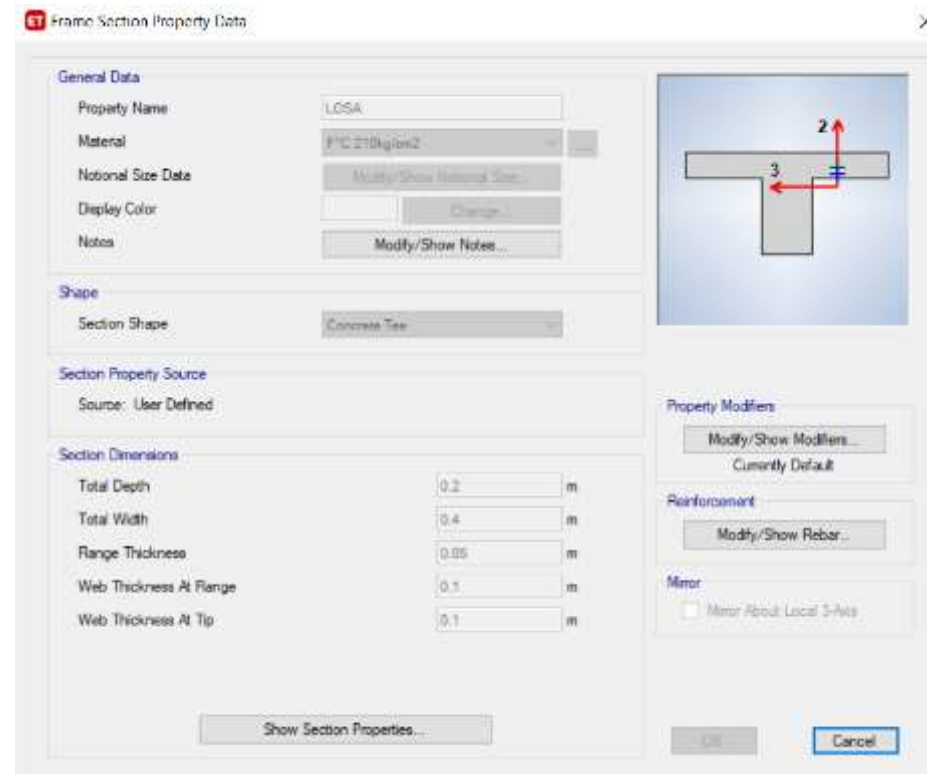 ET Frame Section Property Data
General Data
Property Name LOSA
Material F'C 210kg/cm2 ...
Notional Size Data Modify/Show Notional Size...
Display Color Change...
Notes Modify/Show Notes...
Shape
Section Shape Concrete Tee
Section Property Source
Source: User Defined
Section Dimensions
Total Depth 0.2 m
Total Width 0.4 m
Flange Thickness 0.05 m
Web Thickness At Flange 0.1 m
Web Thickness At Tip 0.1 m
Show Section Properties...
2
3
Property Modifiers
Modify/Show Modifiers...
Currently Default
Reinforcement
Modify/Show Rebar...
Mirror
Mirror About Local 3-Axis
OK
Cancel